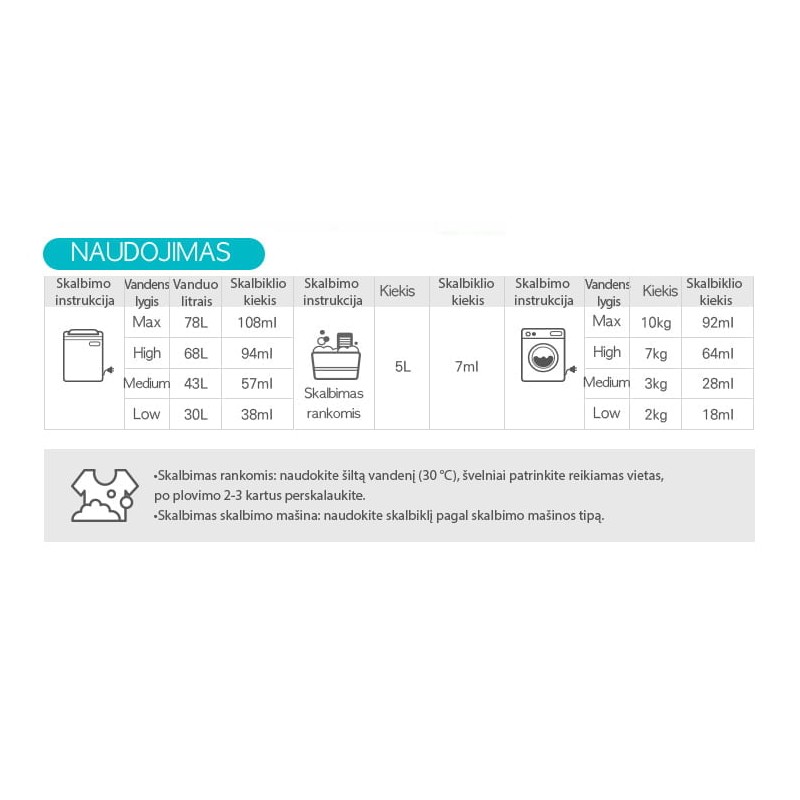 NAUDOJIMAS
Skalbimo instrukcija Vandens lygis Vanduo litrais Skalbiklio kiekis Skalbimo instrukcija Kiekis Skalbiklio kiekis Skalbimo instrukcija Vandens lygis Kiekis Skalbiklio kiekis
Max 78L 108ml Max 10kg 92ml
High 68L 94ml High 7kg 64ml
5L 7ml
Medium 43L 57ml Medium 3kg 28ml
Skalbimas
rankomis
Low 30L 38ml Low 2kg 18ml
•Skalbimas rankomis: naudokite šiltą vandenį (30 °C), švelniai patrinkite reikiamas vietas,
po plovimo 2-3 kartus perskalaukite.
•Skalbimas skalbimo mašina: naudokite skalbiklį pagal skalbimo mašinos tipą.